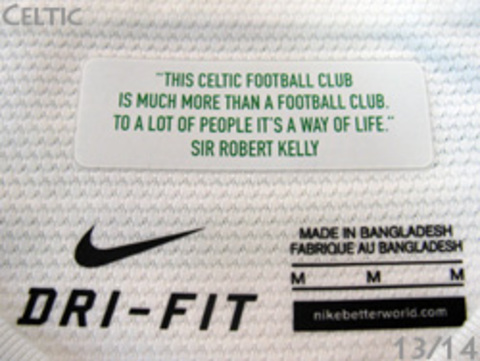 CELTIC
"THIS CELTIC FOOTBALL CLUB
IS MUCH MORE THAN A FOOTBALL CLUB.
TO A LOT OF PEOPLE IT'S A WAY OF LIFE."
SIR ROBERT KELLY
DRI-FIT
MADE IN BANGLADESH
FABRIQUE AU BANGLADESH
M M M
nikebetterworld.com
13/14